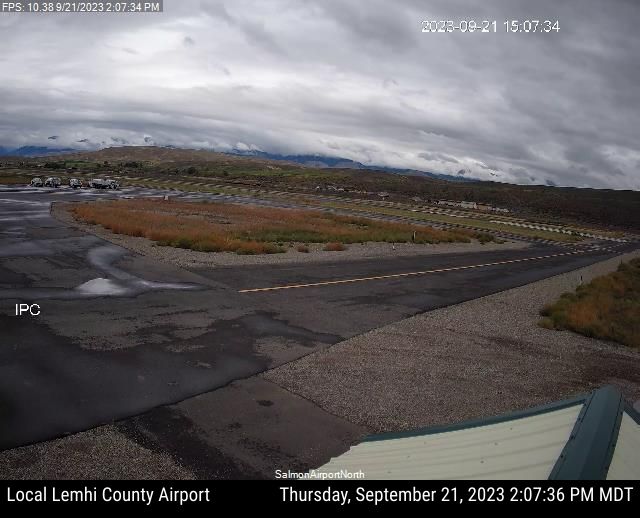 FPS: 10.38 9/21/2023 2:07:34 PM
2023-09-21 15:07:34
IPC
SalmonAirportNorth
Local Lemhi County Airport Thursday, September 21, 2023 2:07:36 PM MDT